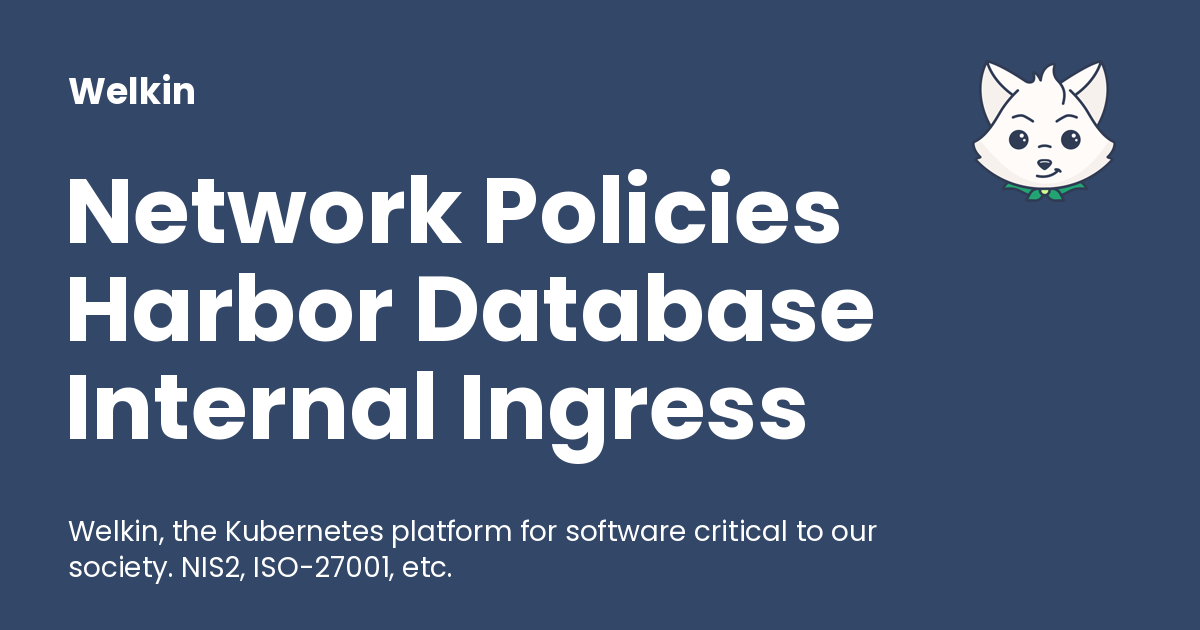 Welkin
Network Policies
Harbor Database
Internal Ingress
Welkin, the Kubernetes platform for software critical to our
society. NIS2, ISO-27001, etc.